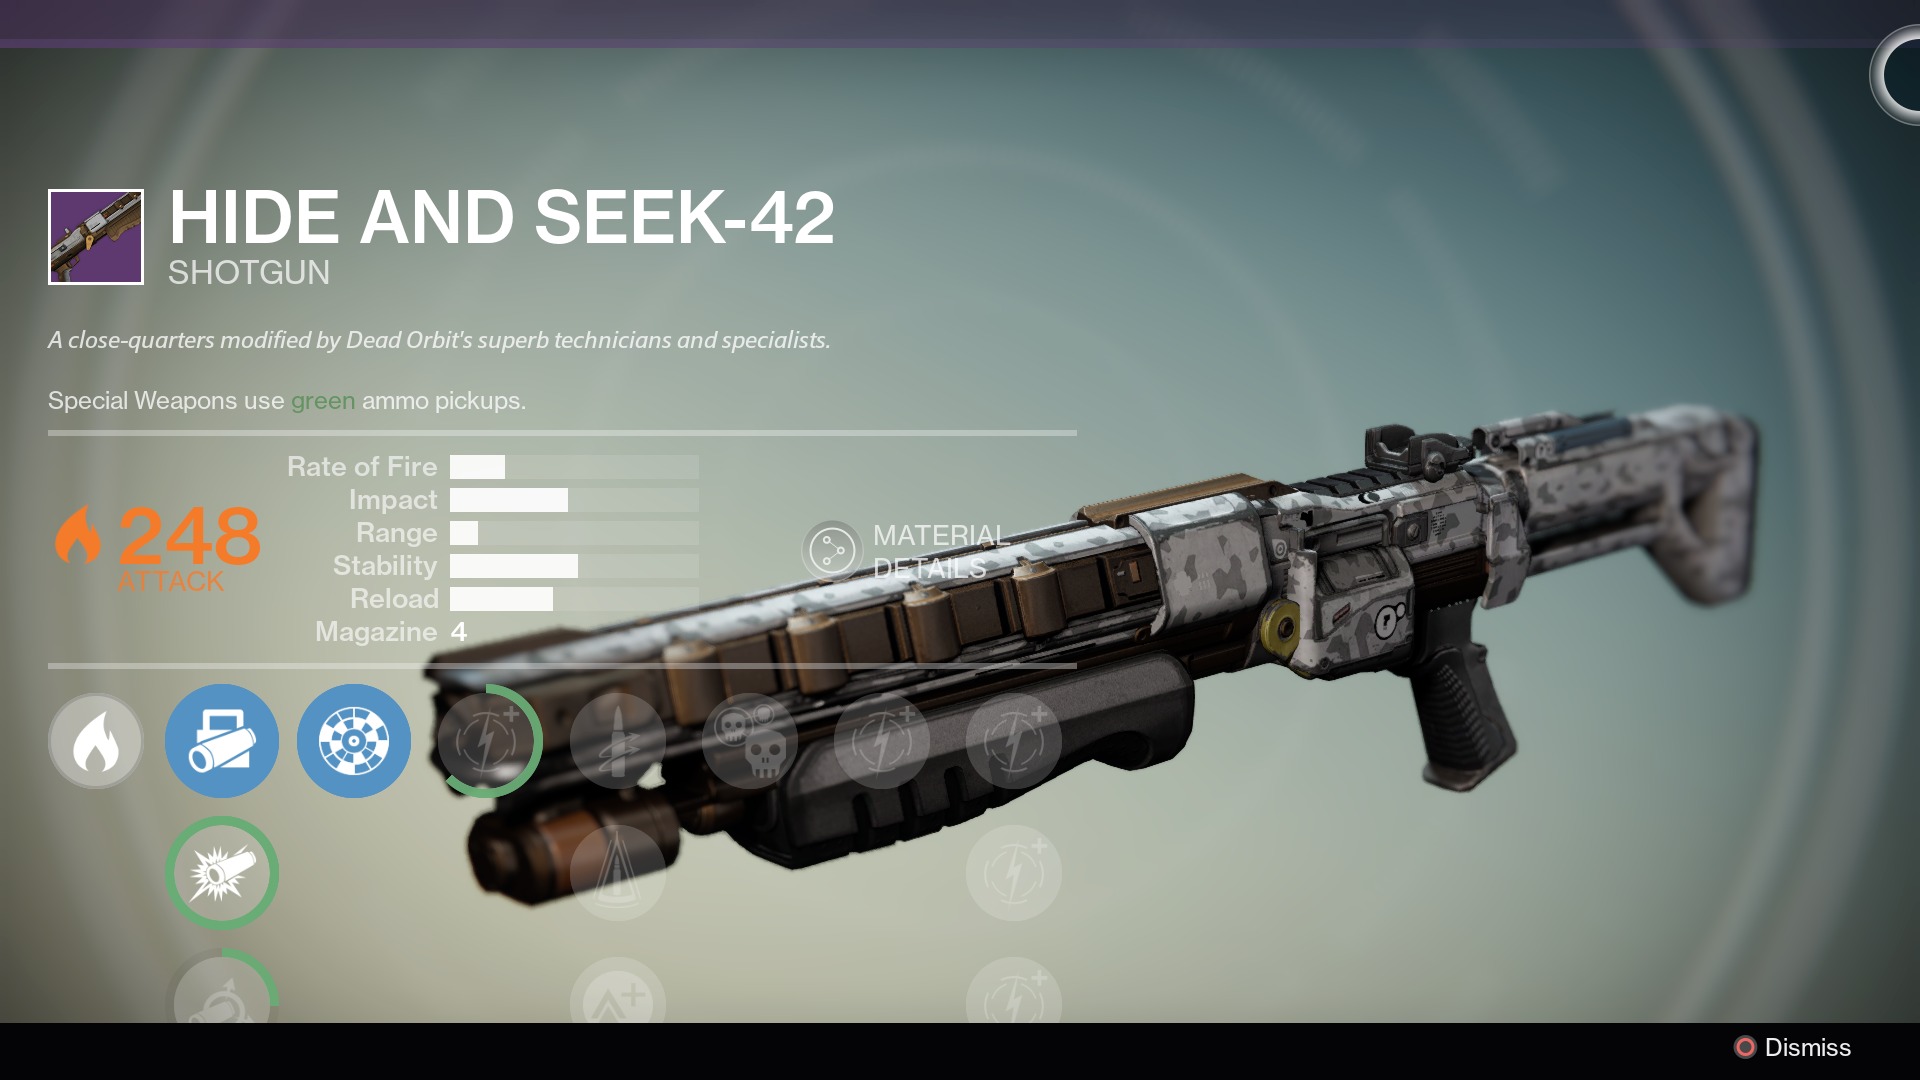 HIDE AND SEEK-42
SHOTGUN
A close-quarters modified by Dead Orbit's superb technicians and specialists.
Special Weapons use green ammo pickups.
Rate of Fire
Impact
Range
Stability
Reload
Magazine 4
248
ATTACK
MATERIAL
DETAILS
Dismiss